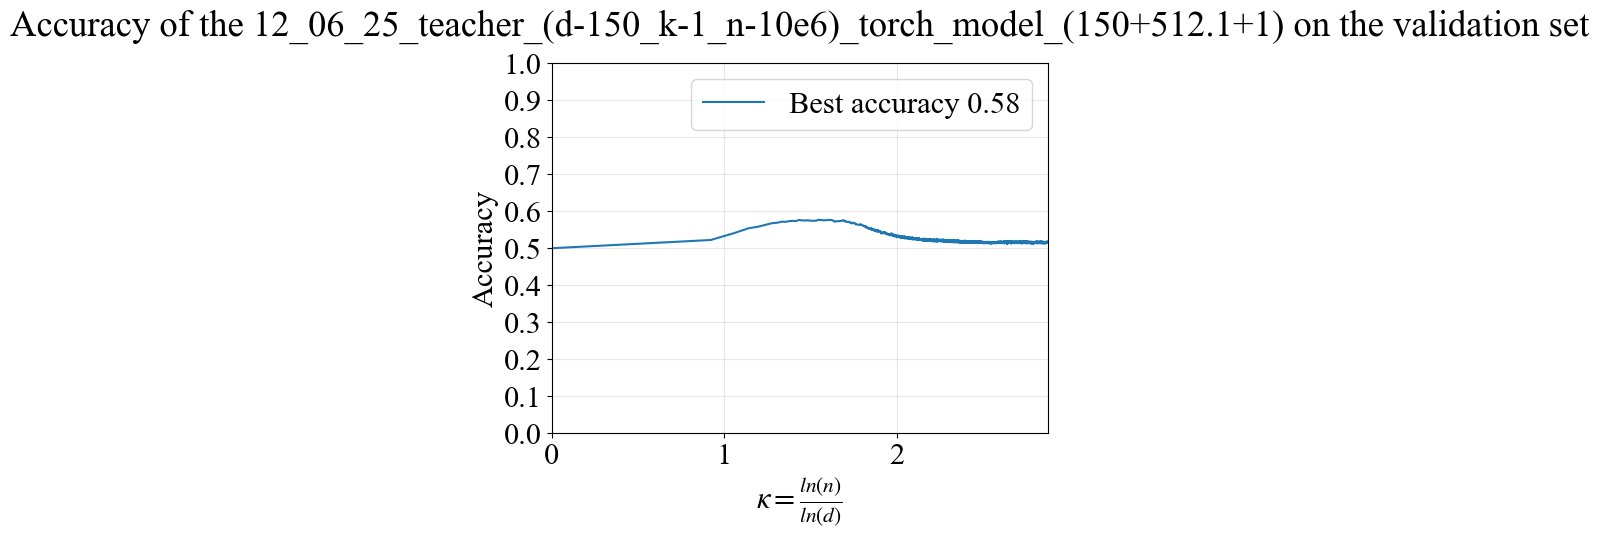 Accuracy of the 12_06_25_teacher_(d-150_k-1_n-10e6)_torch_model_(150+512.1+1) on the validation set
1.0
0.9
0.8
0.7
0.6
0.5
0.4
0.3
0.2
0.1
0.0
Accuracy
Best accuracy 0.58
0 1 2
κ = ln(n) / ln(d)